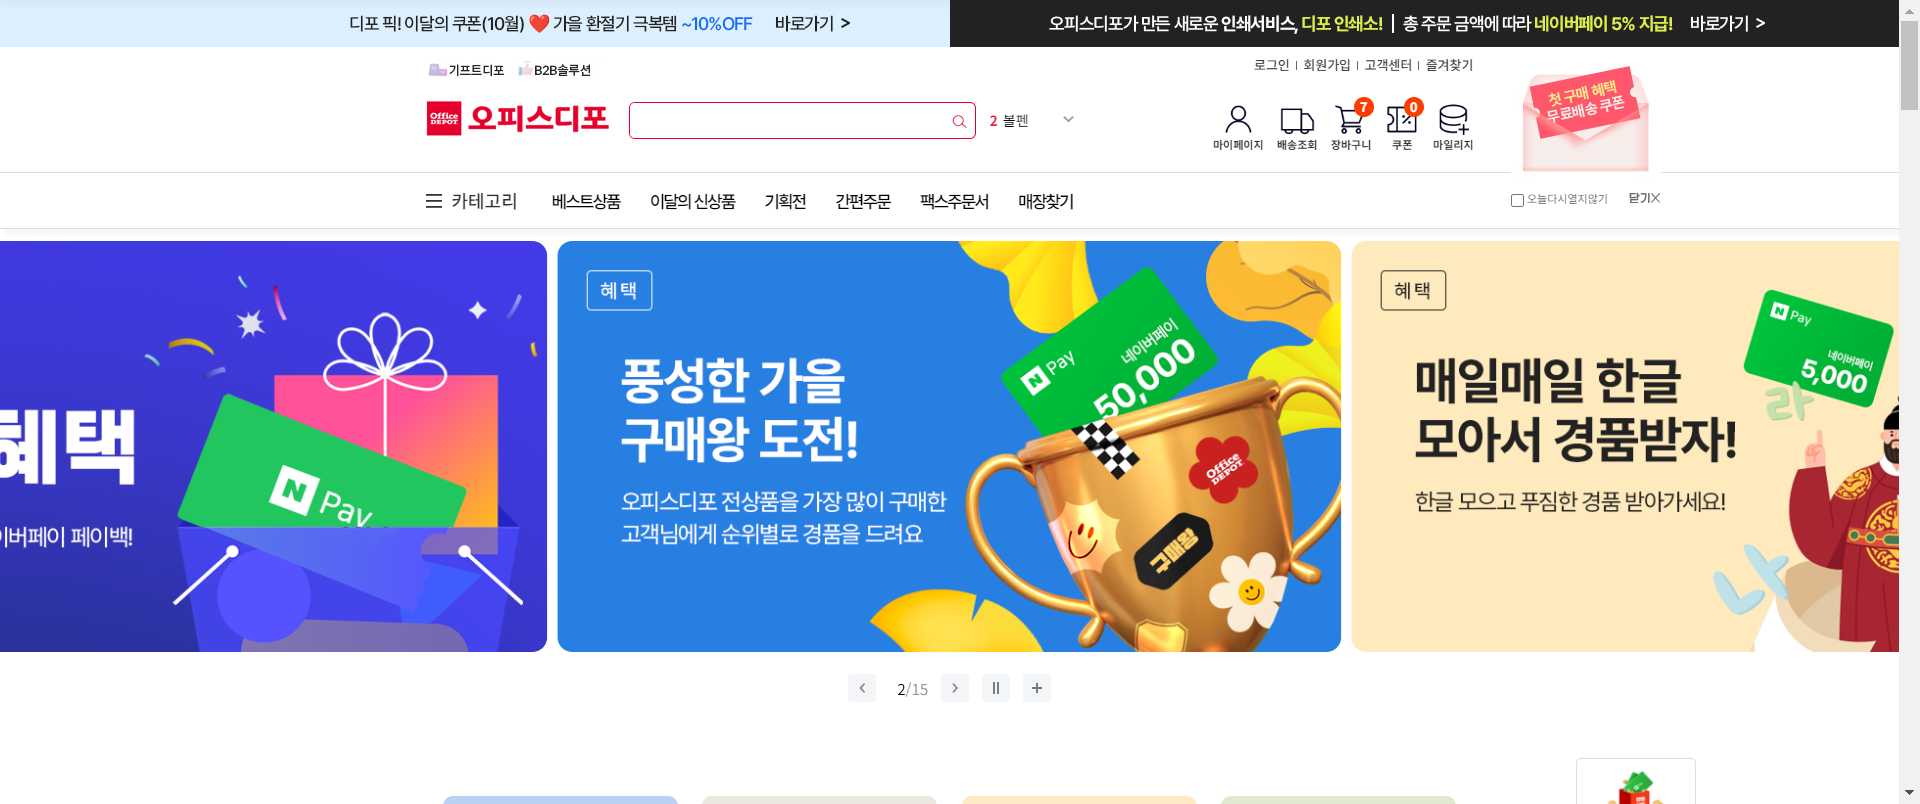 디포 픽! 이달의 쿠폰(10월) ❤️ 가을 환절기 극복템 ~10%OFF 바로가기 >
오피스디포가 만든 새로운 인쇄서비스, 디포 인쇄소! | 총 주문 금액에 따라 네이버페이 5% 지급! 바로가기 >
기프트디포 B2B솔루션
로그인 | 회원가입 | 고객센터 | 즐겨찾기
Office DEPOT 오피스디포
2 볼펜
7
0
마이페이지 배송조회 장바구니 쿠폰 마일리지
첫 구매 혜택
무료배송 쿠폰
카테고리 베스트상품 이달의 신상품 기획전 간편주문 팩스주문서 매장찾기
오늘다시열지않기 닫기X
혜택
이버페이 페이백!
N Pay
혜택
풍성한 가을
구매왕 도전!
오피스디포 전상품을 가장 많이 구매한
고객님에게 순위별로 경품을 드려요
N Pay
네이버페이
50,000
Office DEPOT
구매왕
혜택
매일매일 한글
모아서 경품받자!
한글 모으고 푸짐한 경품 받아가세요!
N Pay
네이버페이
5,000
라
나
2/15